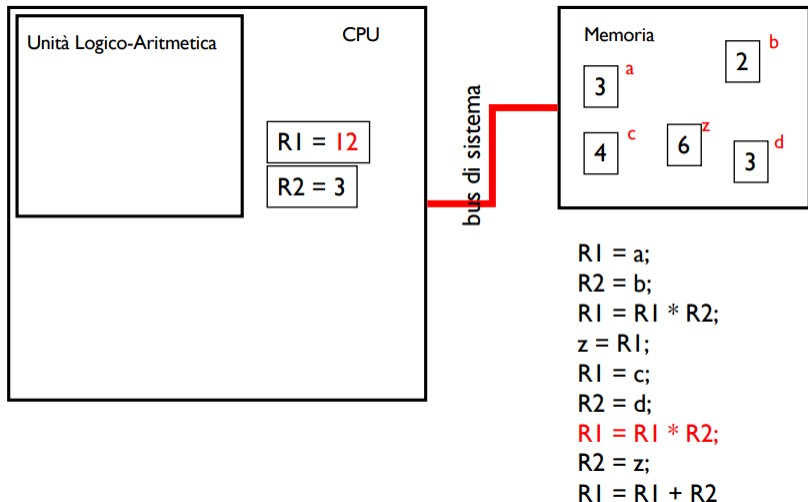 Unità Logico-Aritmetica
CPU
R1 = 12
R2 = 3
bus di sistema
Memoria
3 a
2 b
4 c
6 z
3 d
R1 = a;
R2 = b;
R1 = R1 * R2;
z = R1;
R1 = c;
R2 = d;
R1 = R1 * R2;
R2 = z;
R1 = R1 + R2